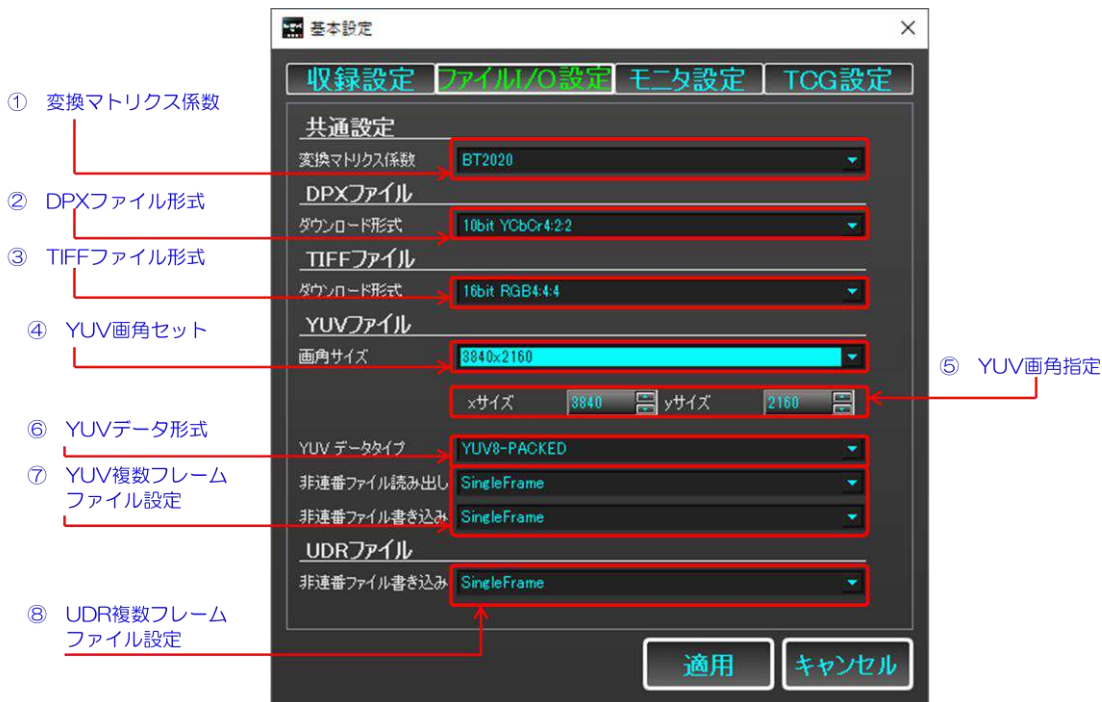 基本設定
収録設定 ファイルI/O設定 モニタ設定 TCG設定
① 変換マトリクス係数
共通設定
変換マトリクス係数 BT2020
② DPXファイル形式
DPXファイル
ダウンロード形式 10bit YCbCr4:2:2
③ TIFFファイル形式
TIFFファイル
ダウンロード形式 16bit RGB4:4:4
④ YUV画角セット
YUVファイル
画角サイズ 3840x2160
⑤ YUV画角指定
xサイズ 3840 yサイズ 2160
⑥ YUVデータ形式
YUV データタイプ YUV8-PACKED
⑦ YUV複数フレーム
ファイル設定
非連番ファイル読み出し SingleFrame
非連番ファイル書き込み SingleFrame
UDRファイル
非連番ファイル書き込み SingleFrame
⑧ UDR複数フレーム
ファイル設定
適用 キャンセル